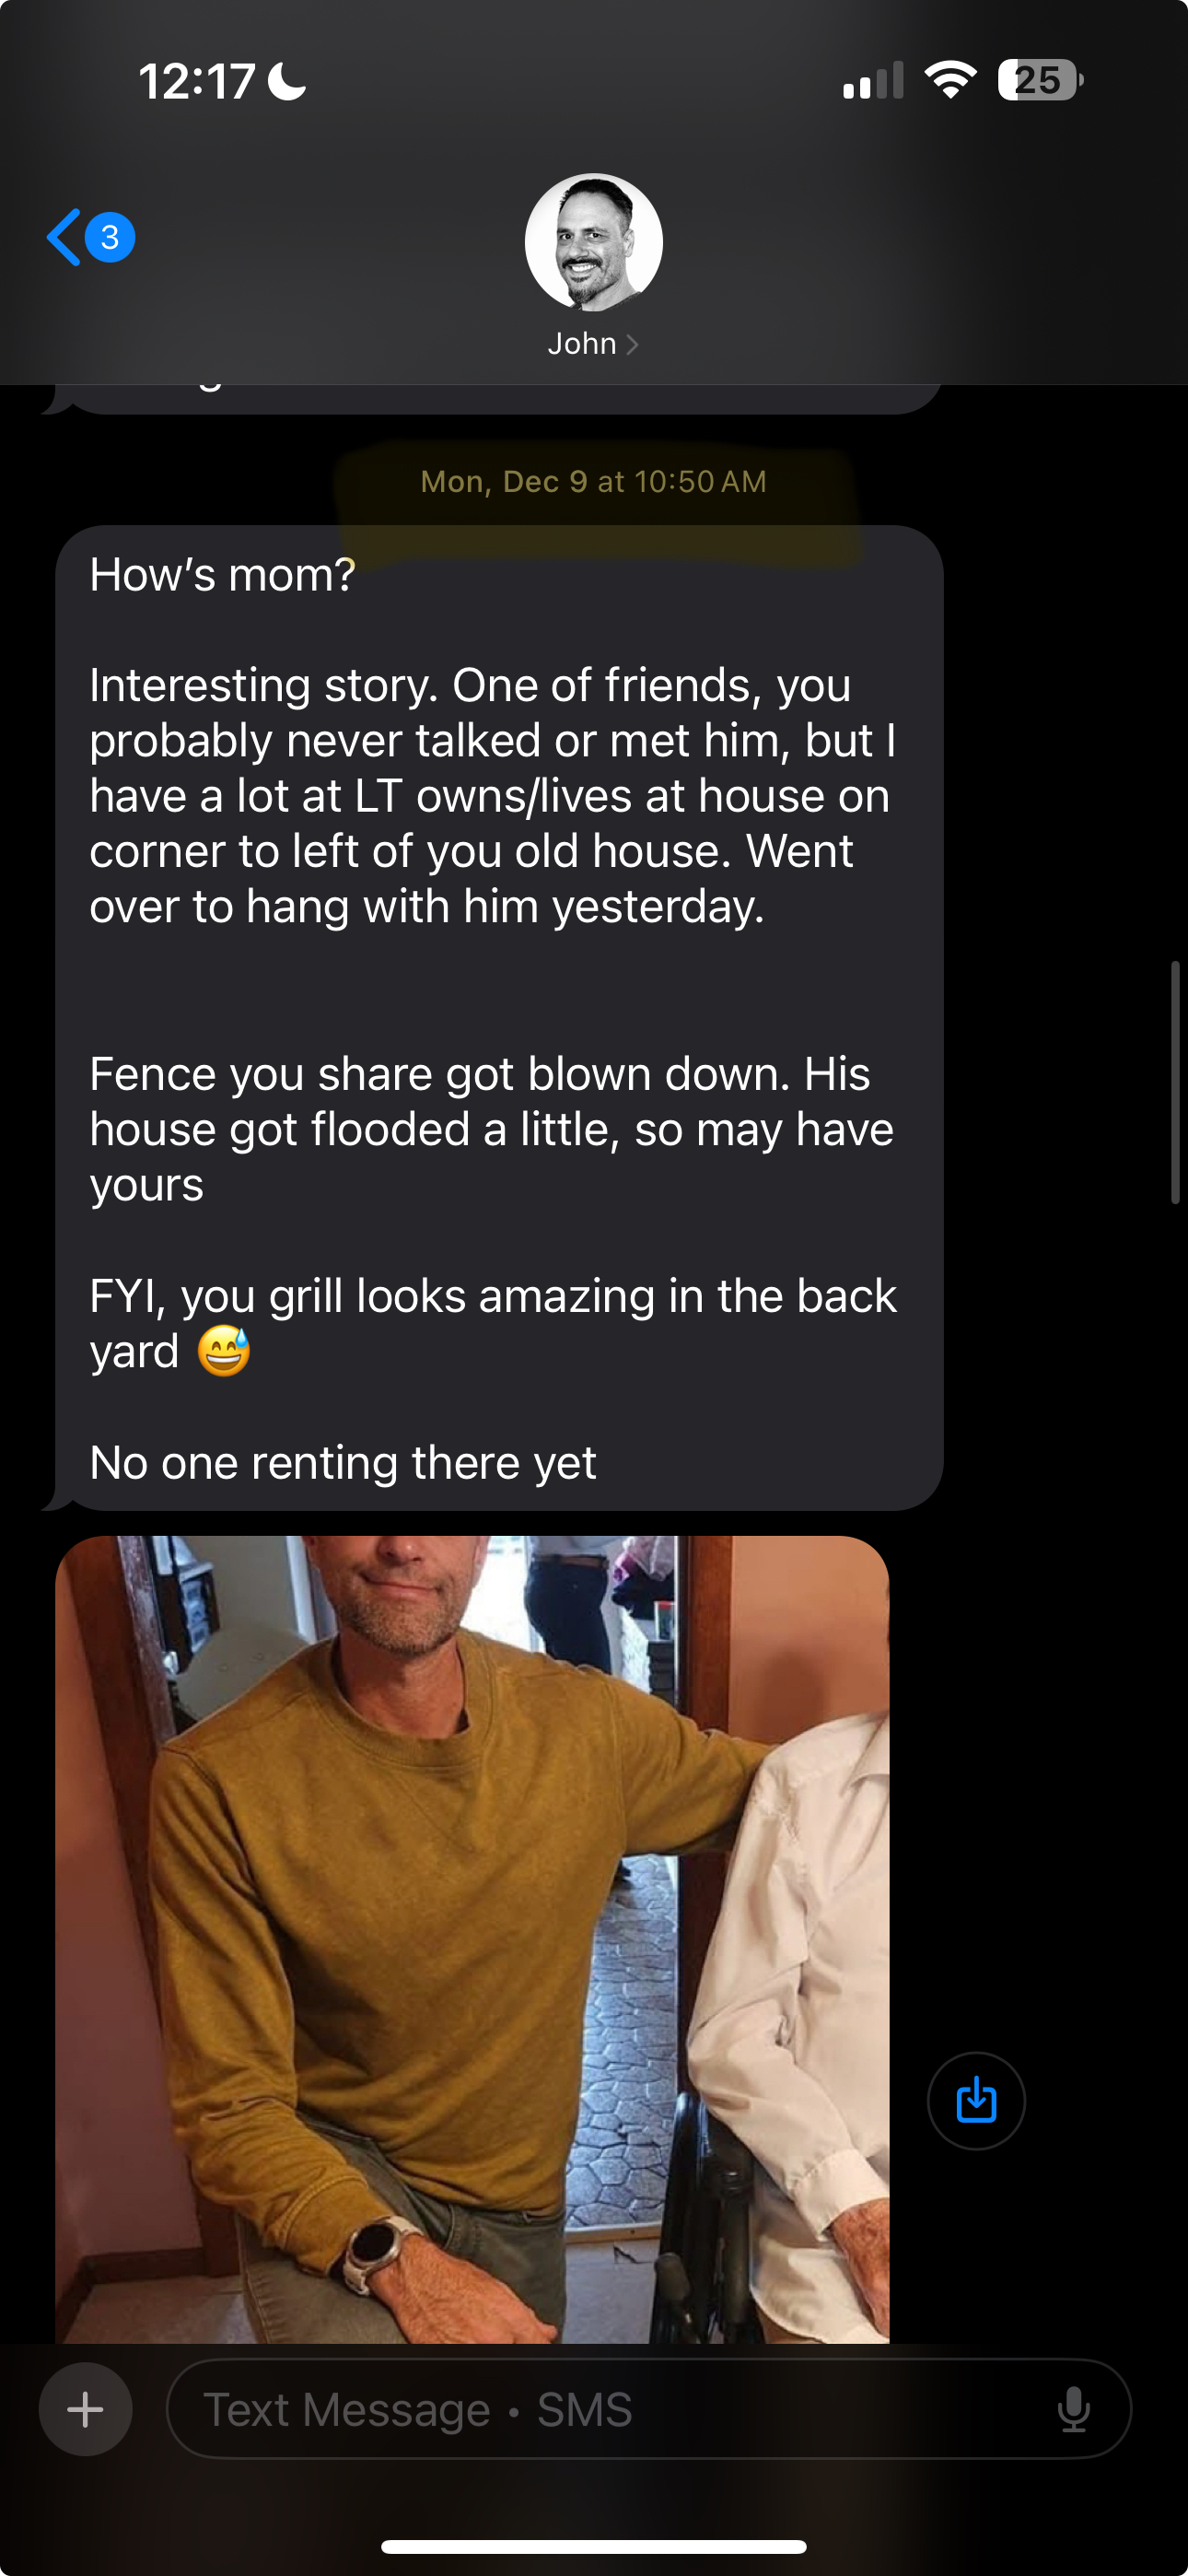 12:17
25
3
John
Mon, Dec 9 at 10:50 AM
How’s mom?
Interesting story. One of friends, you
probably never talked or met him, but I
have a lot at LT owns/lives at house on
corner to left of you old house. Went
over to hang with him yesterday.
Fence you share got blown down. His
house got flooded a little, so may have
yours
FYI, you grill looks amazing in the back
yard 😅
No one renting there yet
Text Message • SMS